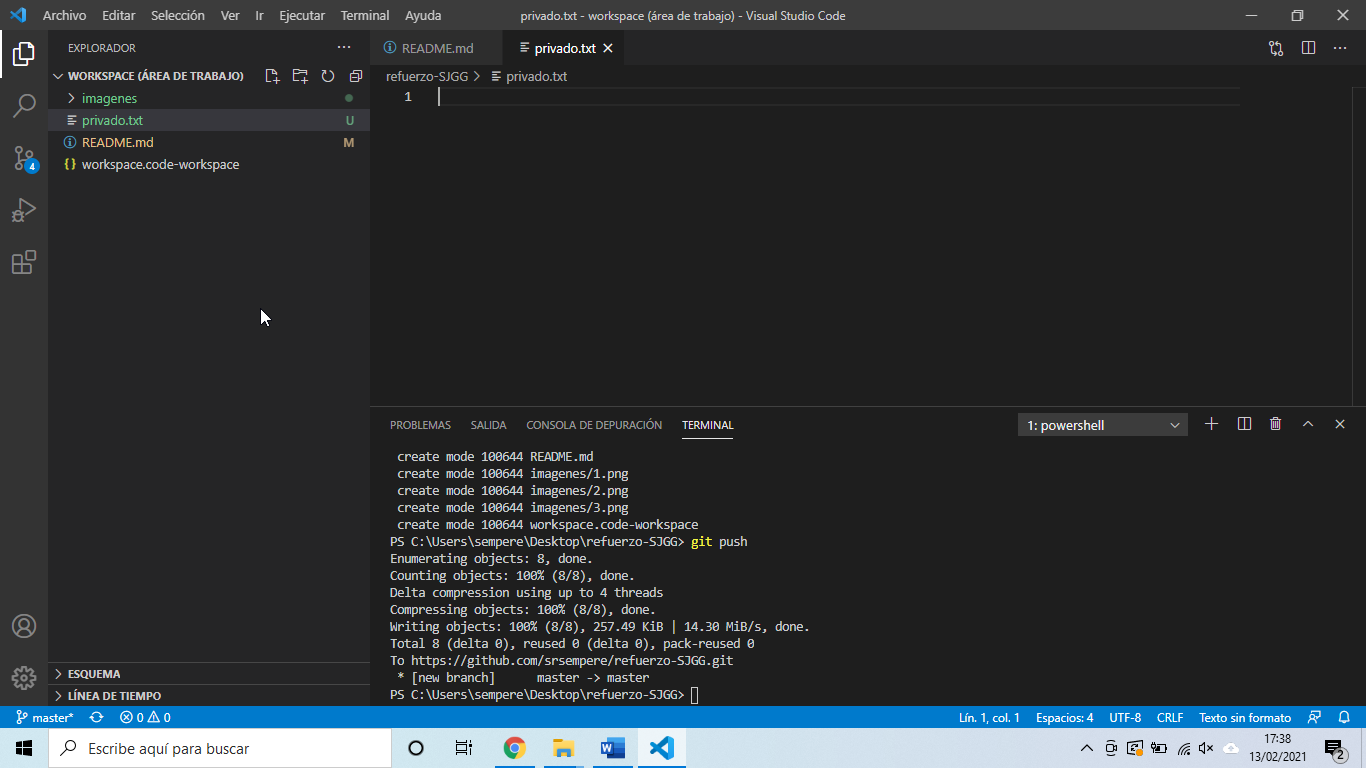 Archivo Editar Selección Ver Ir Ejecutar Terminal Ayuda
privado.txt - workspace (área de trabajo) - Visual Studio Code
EXPLORADOR
WORKSPACE (ÁREA DE TRABAJO)
imagenes
privado.txt U
README.md M
workspace.code-workspace
4
README.md
privado.txt
refuerzo-SJGG > privado.txt
1
PROBLEMAS SALIDA CONSOLA DE DEPURACIÓN TERMINAL
1: powershell
create mode 100644 README.md
create mode 100644 imagenes/1.png
create mode 100644 imagenes/2.png
create mode 100644 imagenes/3.png
create mode 100644 workspace.code-workspace
PS C:\Users\sempere\Desktop\refuerzo-SJGG> git push
Enumerating objects: 8, done.
Counting objects: 100% (8/8), done.
Delta compression using up to 4 threads
Compressing objects: 100% (8/8), done.
Writing objects: 100% (8/8), 257.49 KiB | 14.30 MiB/s, done.
Total 8 (delta 0), reused 0 (delta 0), pack-reused 0
To https://github.com/srsempere/refuerzo-SJGG.git
* [new branch]      master -> master
PS C:\Users\sempere\Desktop\refuerzo-SJGG>
ESQUEMA
LÍNEA DE TIEMPO
master* 0 0
Lín. 1, col. 1 Espacios: 4 UTF-8 CRLF Texto sin formato
Escribe aquí para buscar
17:38
13/02/2021
2